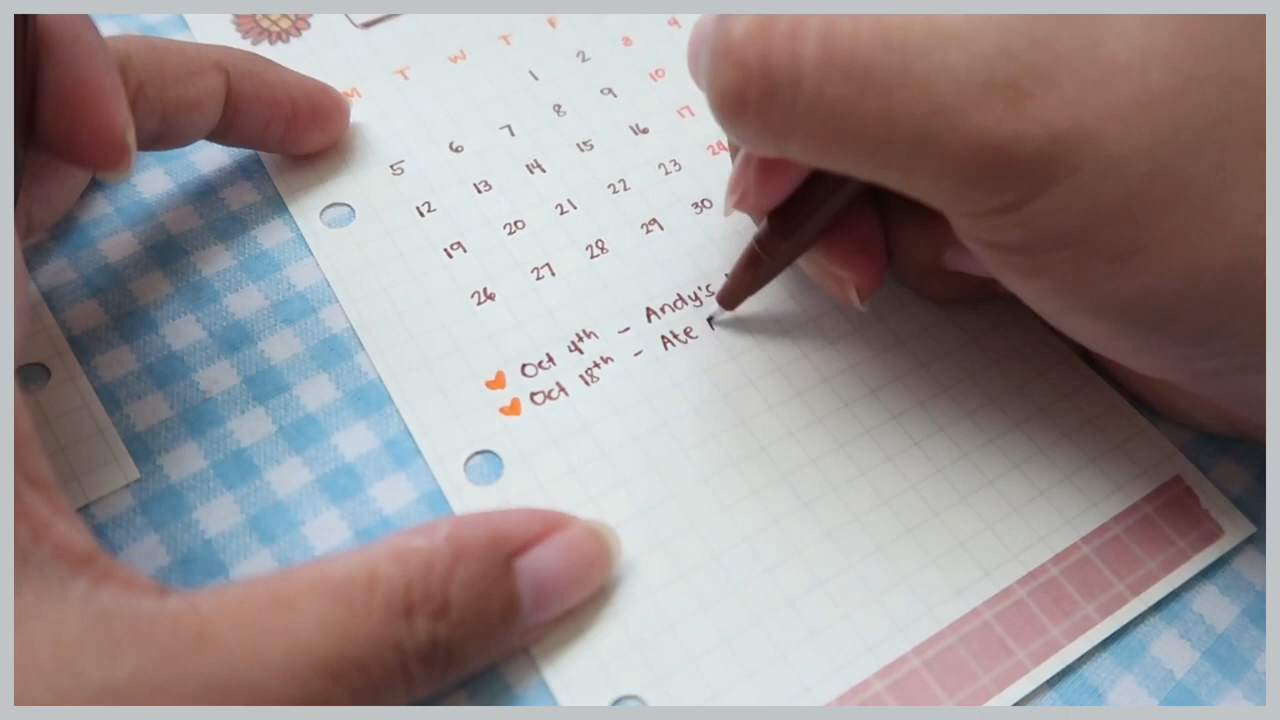 M T W T F
1 2 3 4
5 6 7 8 9 10
12 13 14 15 16 17
19 20 21 22 23 24
26 27 28 29 30
Oct 4th - Andy's
Oct 18th - Ate